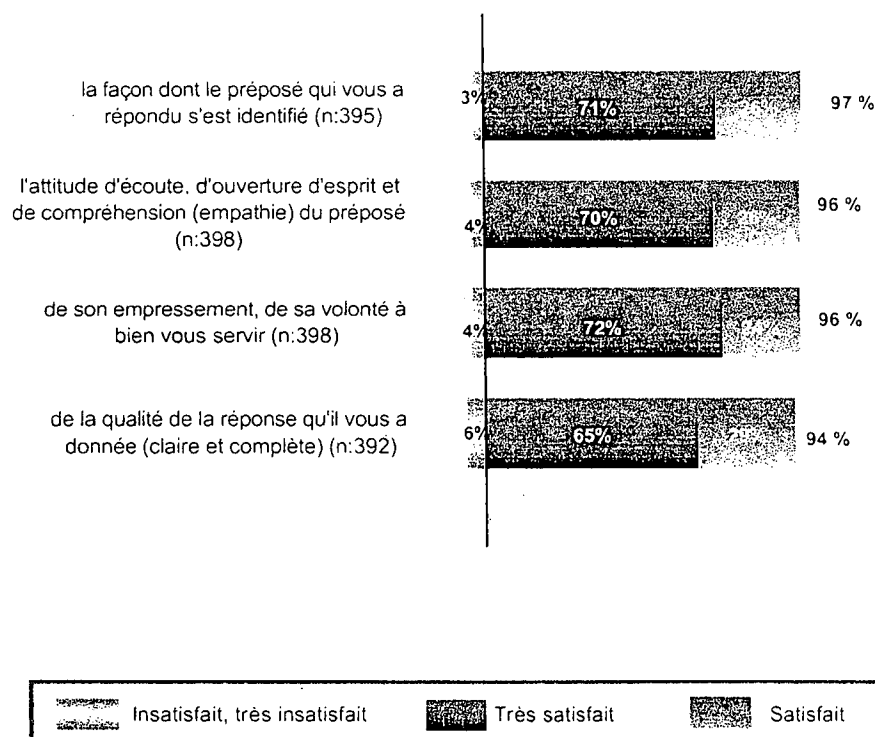 la façon dont le préposé qui vous a
répondu s'est identifié (n:395)
3%
71%
97 %
l'attitude d'écoute, d'ouverture d'esprit et
de compréhension (empathie) du préposé
(n:398)
4%
70%
96 %
de son empressement, de sa volonté à
bien vous servir (n:398)
4%
72%
96 %
de la qualité de la réponse qu'il vous a
donnée (claire et complète) (n:392)
6%
65%
94 %
Insatisfait, très insatisfait
Très satisfait
Satisfait